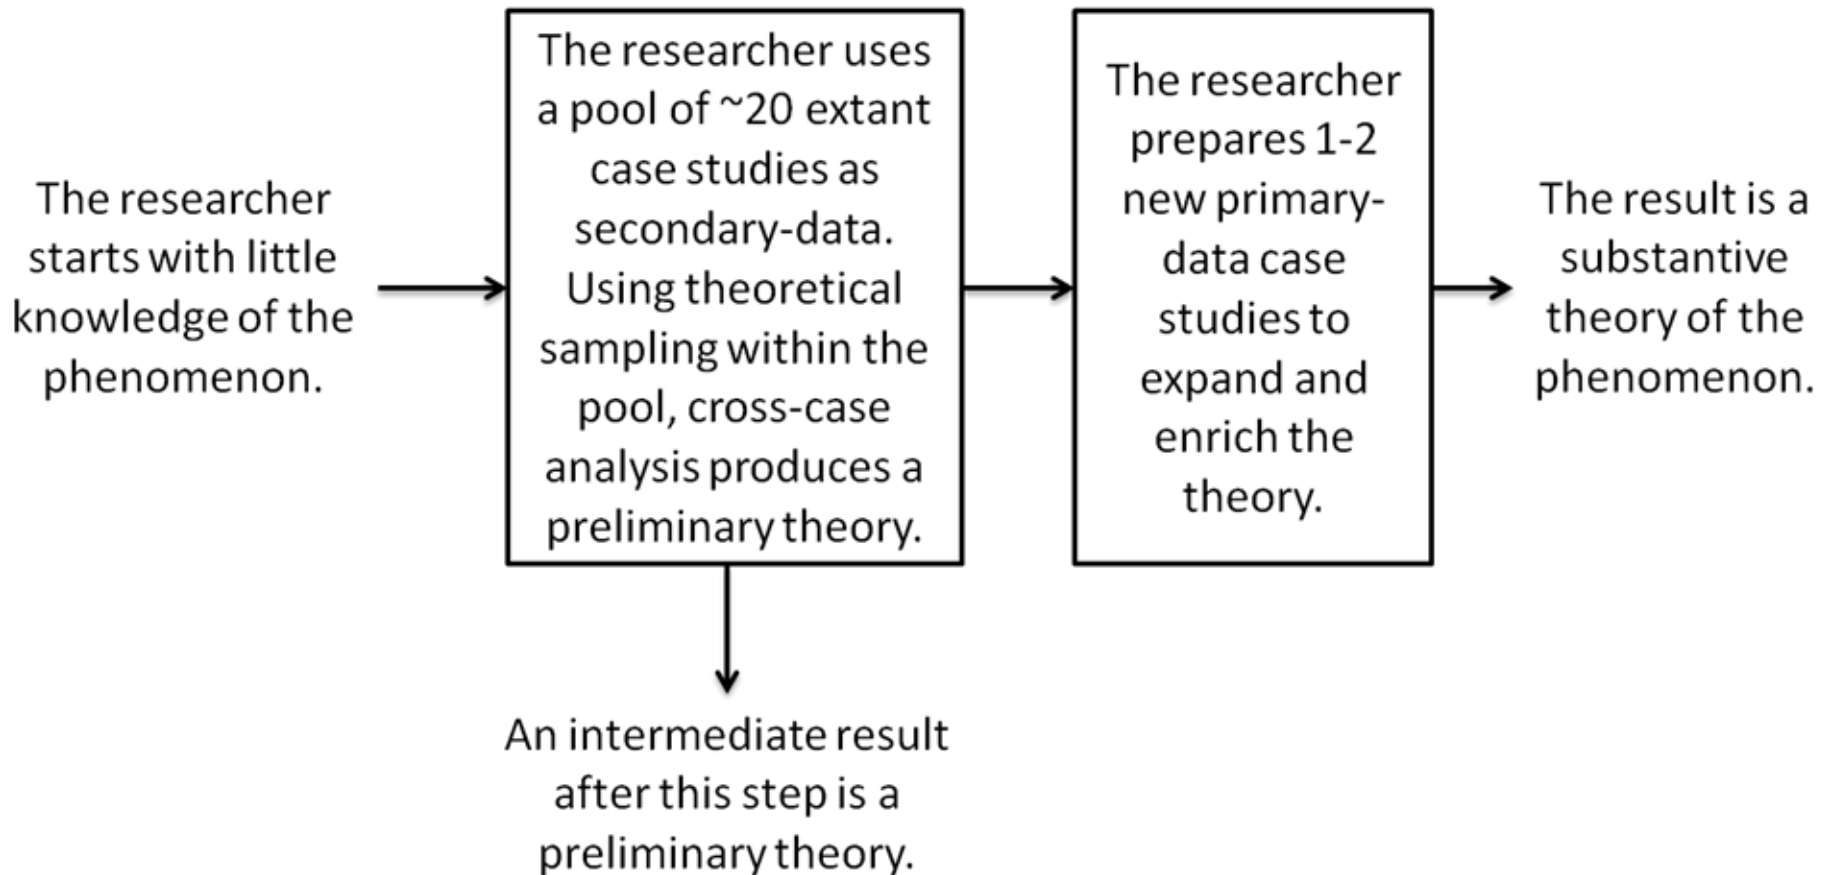 The researcher
starts with little
knowledge of the
phenomenon.
The researcher uses
a pool of ~20 extant
case studies as
secondary-data.
Using theoretical
sampling within the
pool, cross-case
analysis produces a
preliminary theory.
An intermediate result
after this step is a
preliminary theory.
The researcher
prepares 1-2
new primary-
data case
studies to
expand and
enrich the
theory.
The result is a
substantive
theory of the
phenomenon.